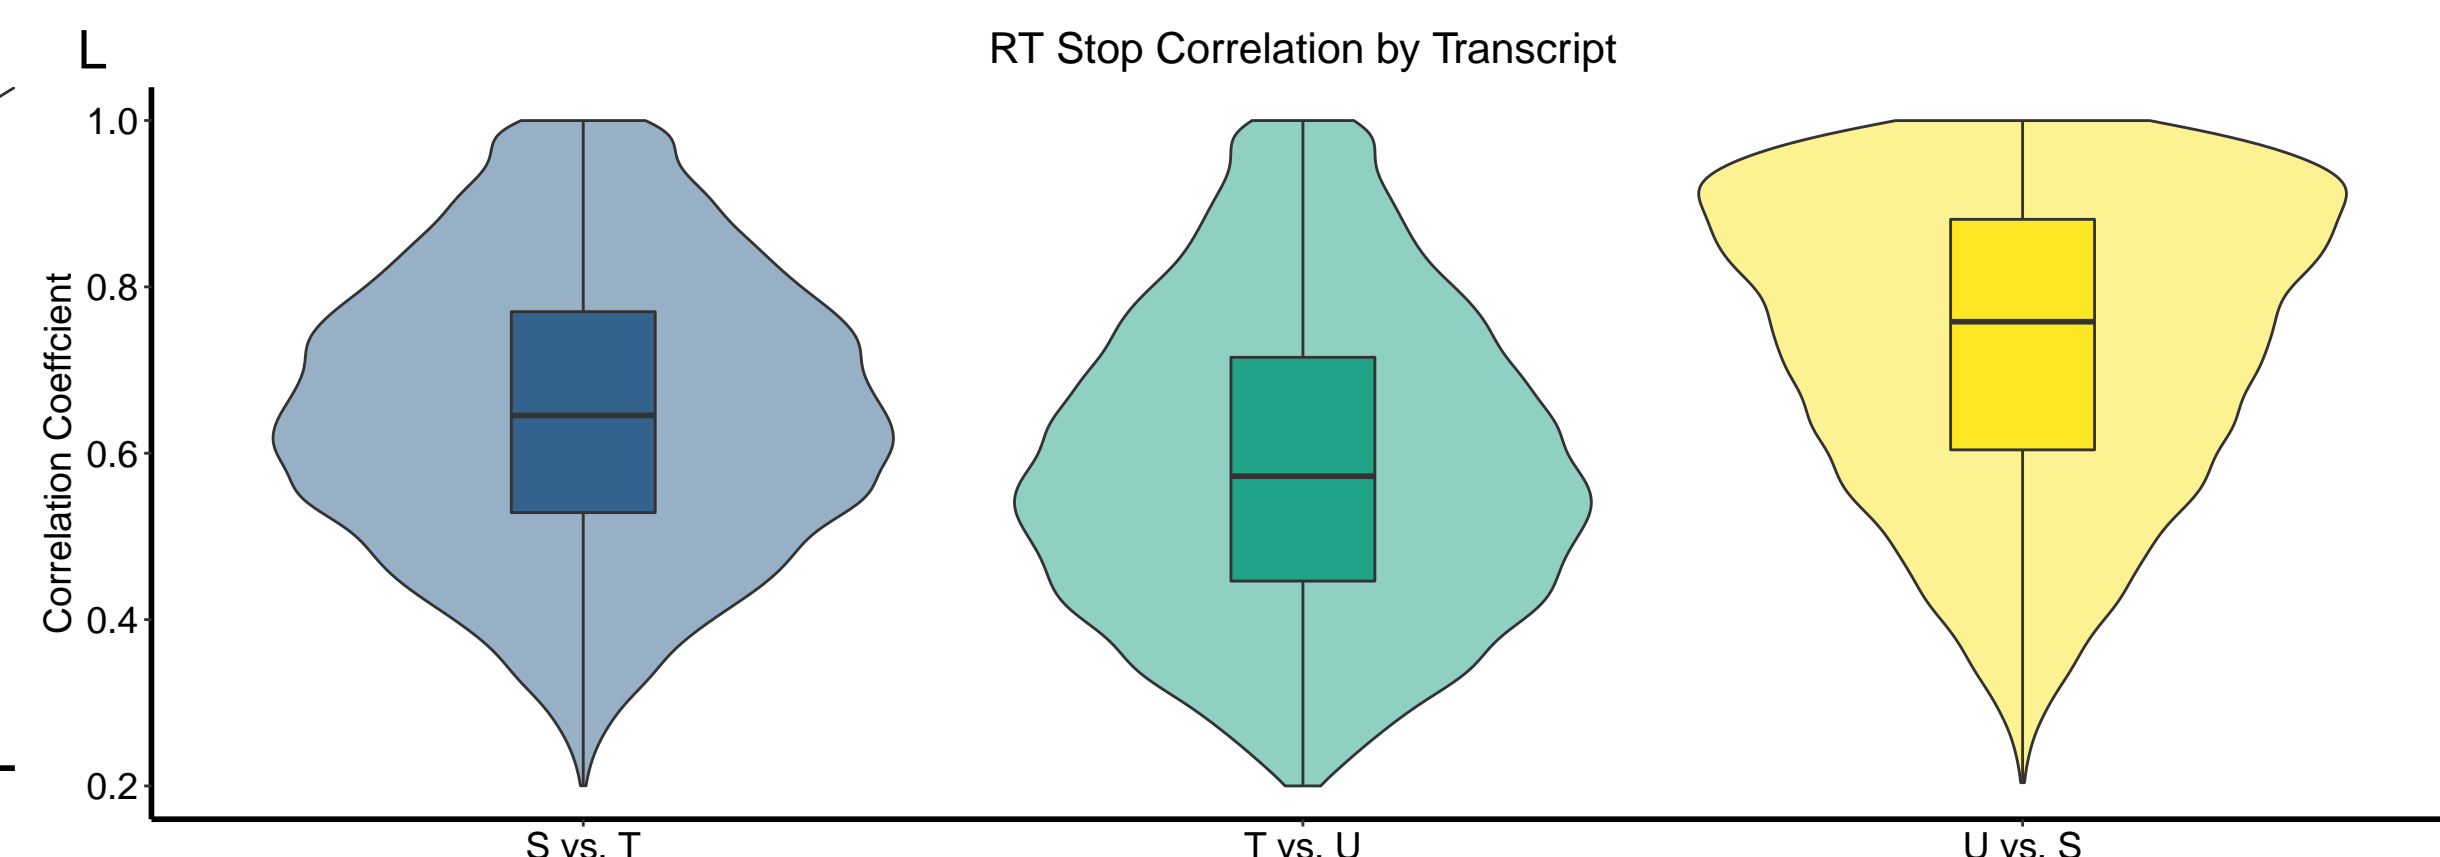 L
RT Stop Correlation by Transcript
Correlation Coeffcient
1.0
0.8
0.6
0.4
0.2
S vs. T
T vs. U
U vs. S